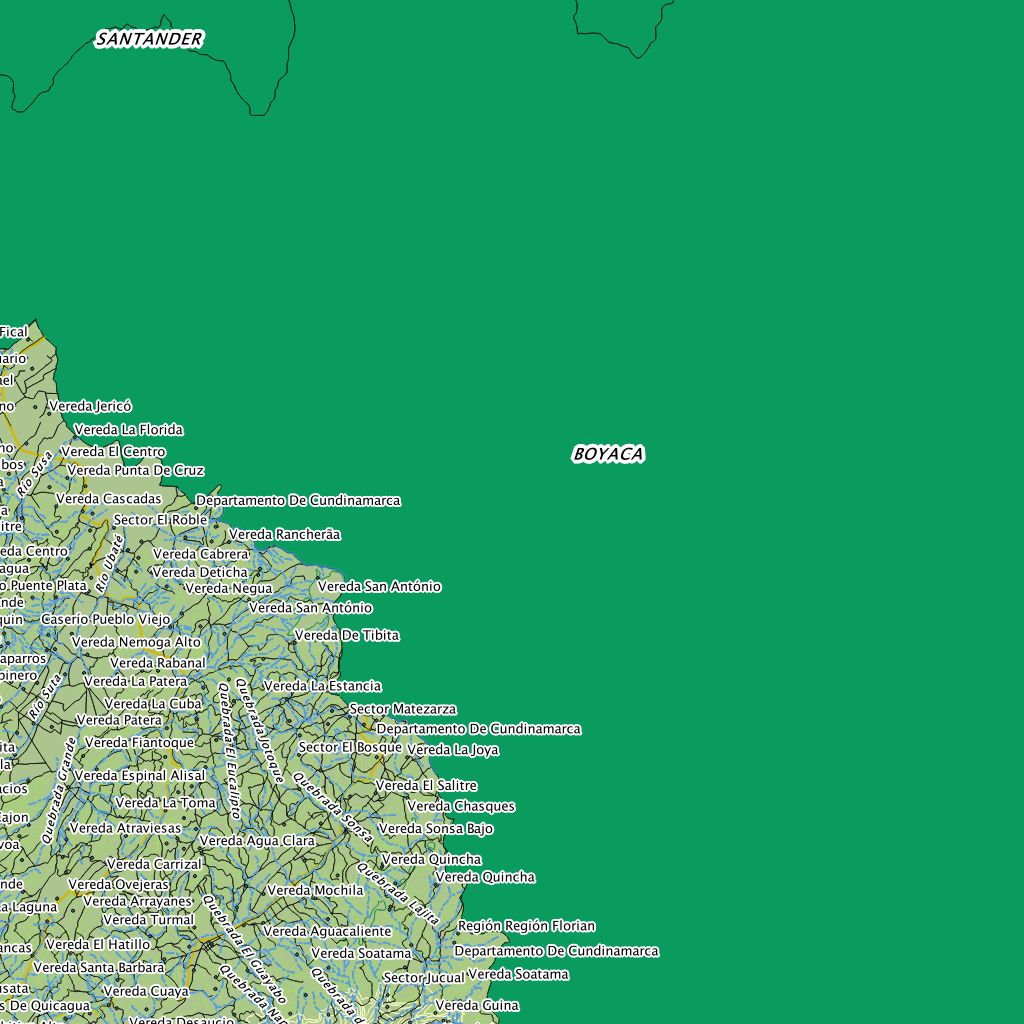 SANTANDER
Fical
Vereda Jericó
Vereda La Florida
BOYACA
Vereda El Centro
Río Susa
Vereda Punta De Cruz
Vereda Cascadas
Departamento De Cundinamarca
Sector El Roble
Vereda Rancherãa
Río Ubaté
Vereda Cabrera
Vereda Deticha
Puente Plata
Vereda Negua
Vereda San António
Vereda San António
Caserío Pueblo Viejo
Vereda De Tibita
Vereda Nemoga Alto
Vereda Rabanal
Vereda La Patera
Río Suta
Vereda La Estancia
Vereda La Cuba
Sector Matezarza
Vereda Patera
Departamento De Cundinamarca
Quebrada El Eucalipto
Quebrada Jotoque
Vereda Fiantoque
Sector El Bosque
Vereda La Joya
Quebrada Grande
Vereda Espinal Alisal
Vereda El Salitre
Vereda La Toma
Vereda Chasques
Quebrada Sonsa
Vereda Atraviesas
Vereda Sonsa Bajo
Vereda Agua Clara
Vereda Carrizal
Vereda Quincha
Vereda Quincha
Vereda Ovejeras
Vereda Mochila
Quebrada Lajita
Vereda Arrayanes
La Laguna
Vereda Turmal
Región Región Florian
Vereda Aguacaliente
Quebrada El Guayabo
Vereda El Hatillo
Vereda Soatama
Departamento De Cundinamarca
Vereda Santa Barbara
Sector Jucual
Vereda Soatama
Vereda Cuaya
De Quicagua
Vereda Guina
Vereda Desaucio